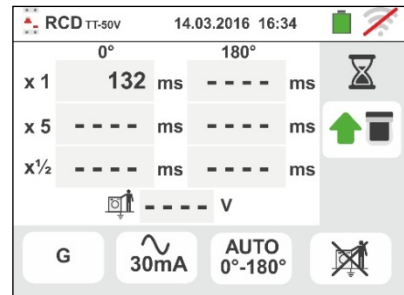 RCD TT-50V 14.03.2016 16:34
0° 180°
x 1 132 ms - - - - ms
x 5 - - - - ms - - - - ms
x½ - - - - ms - - - - ms
- - - - V
G 30mA AUTO 0°-180°